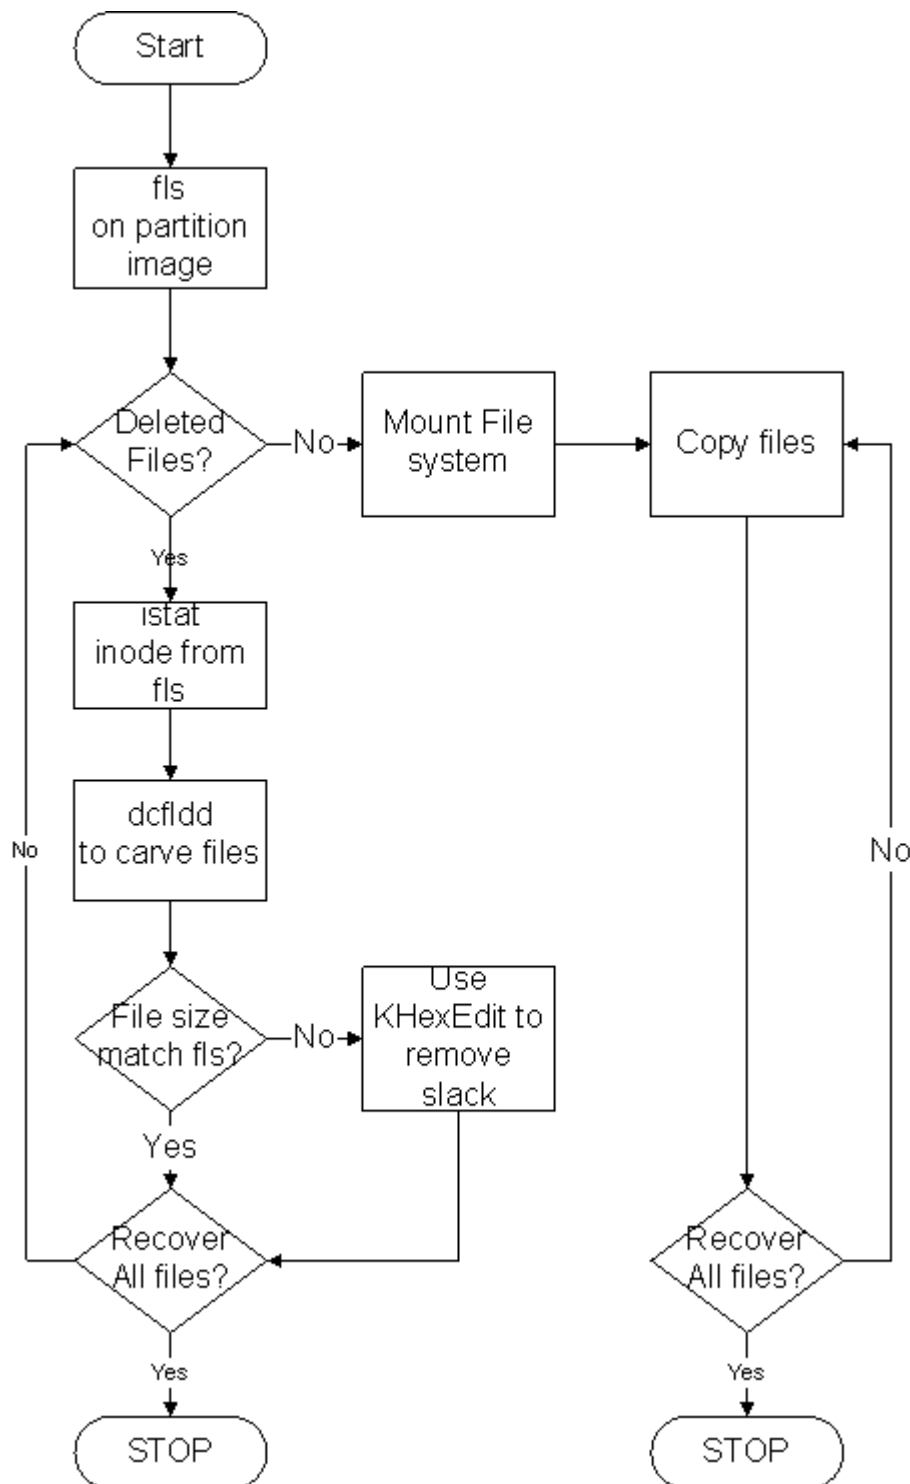 Start
fls
on partition
image
Deleted
Files?
No
Mount File
system
Copy files
Yes
istat
inode from
fls
dcfldd
to carve files
No
No
File size
match fls?
No
Use
KHexEdit to
remove
slack
Yes
Recover
All files?
Recover
All files?
Yes
Yes
STOP
STOP